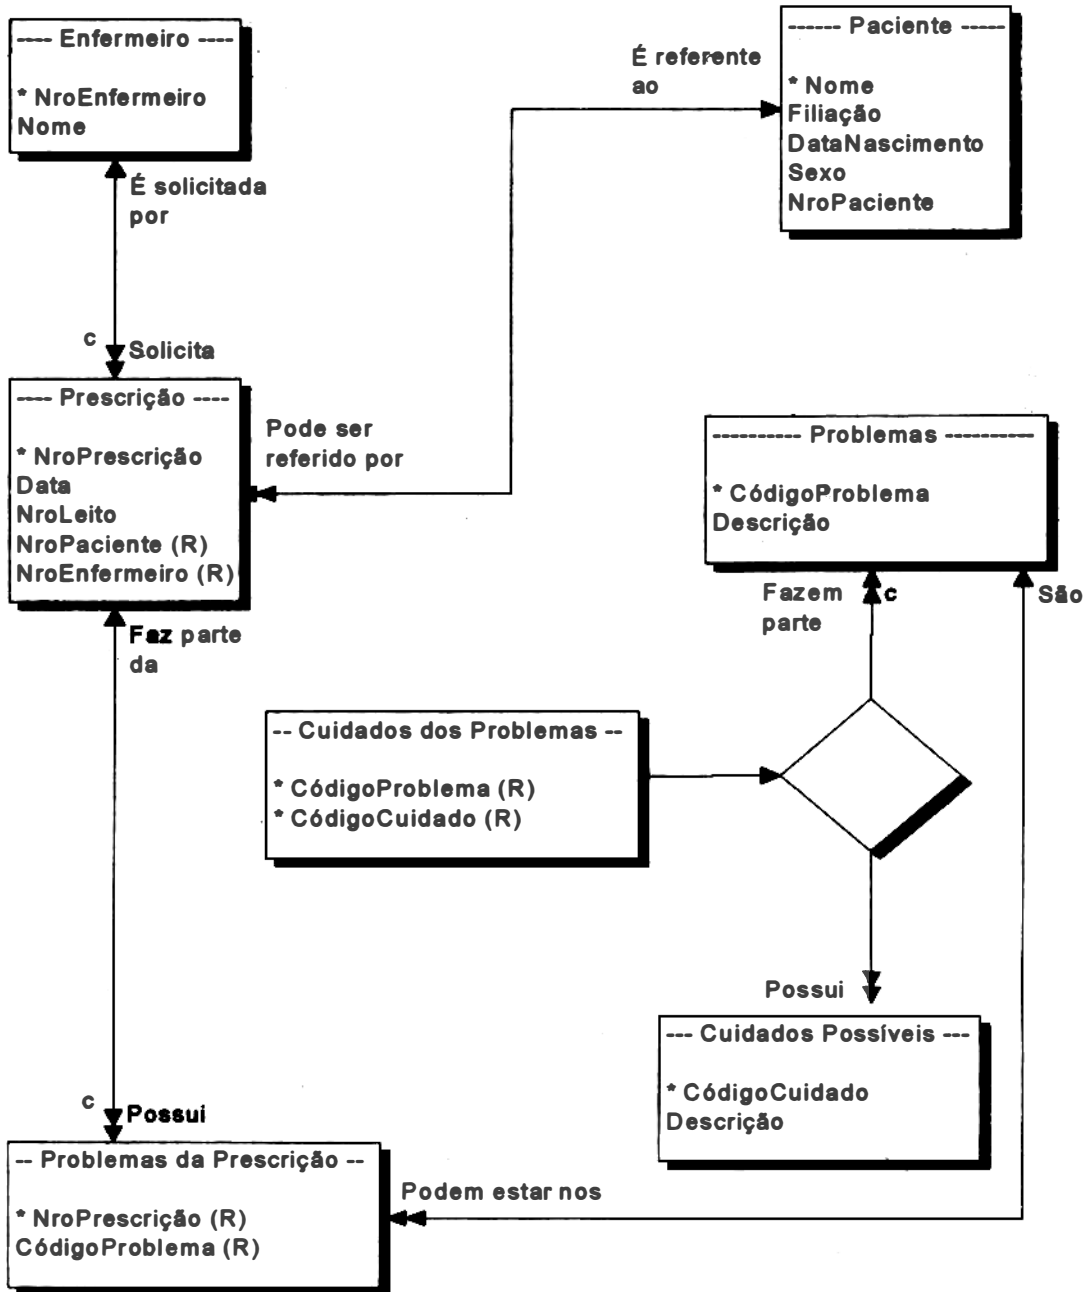 ---- Enfermeiro ----
* NroEnfermeiro
Nome
------ Paciente -----
* Nome
Filiação
DataNascimento
Sexo
NroPaciente
É referente
ao
É solicitada
por
c
Solicita
---- Prescrição ----
* NroPrescrição
Data
NroLeito
NroPaciente (R)
NroEnfermeiro (R)
Pode ser
referido por
---------- Problemas ----------
* CódigoProblema
Descrição
Fazem
parte
c
São
Faz parte
da
-- Cuidados dos Problemas --
* CódigoProblema (R)
* CódigoCuidado (R)
Possui
--- Cuidados Possíveis ---
* CódigoCuidado
Descrição
c
Possui
-- Problemas da Prescrição --
* NroPrescrição (R)
CódigoProblema (R)
Podem estar nos